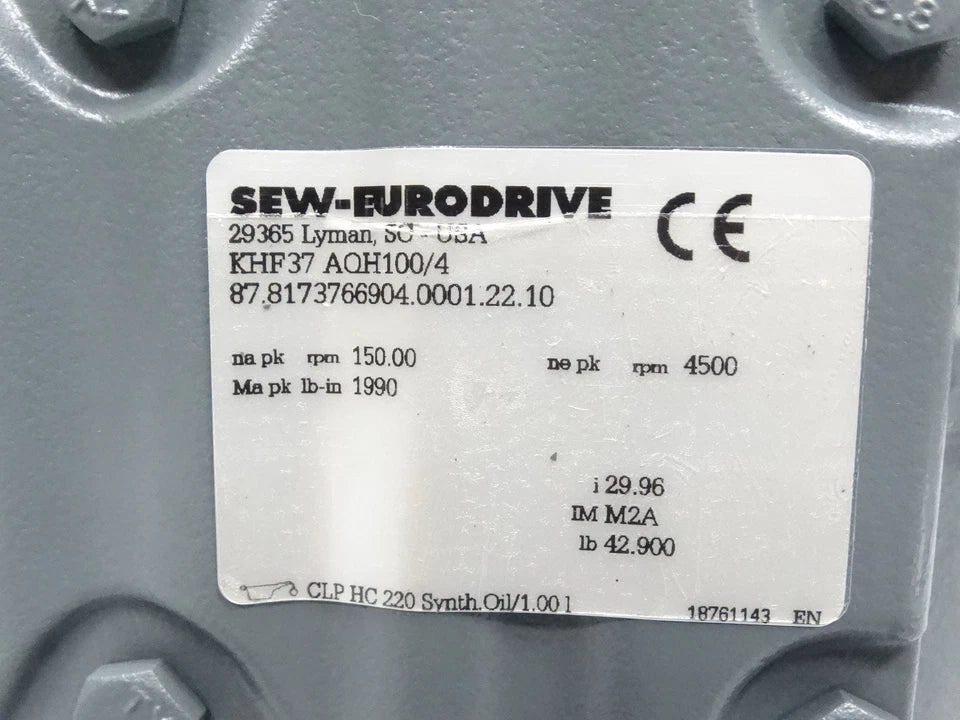 8.8
SEW-EURODRIVE
CE
29365 Lyman, SC - USA
KHF37 AQH100/4
87.8173766904.0001.22.10
na pk rpm 150.00 ne pk rpm 4500
Ma pk lb-in 1990
i 29.96
IM M2A
lb 42.900
CLP HC 220 Synth.Oil/1.00 l
18761143 EN